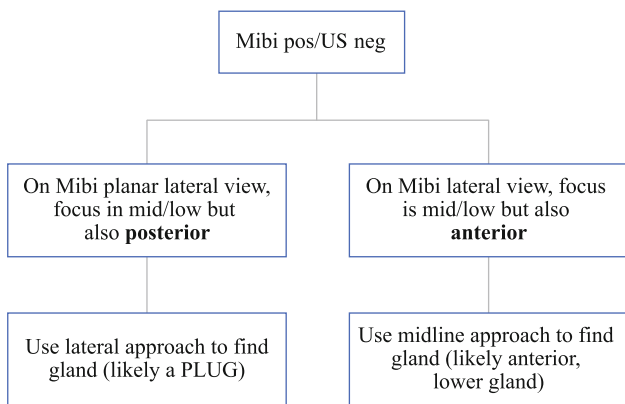 Mibi pos/US neg
On Mibi planar lateral view,
focus in mid/low but
also posterior
On Mibi lateral view, focus
is mid/low but also
anterior
Use lateral approach to find
gland (likely a PLUG)
Use midline approach to find
gland (likely anterior,
lower gland)